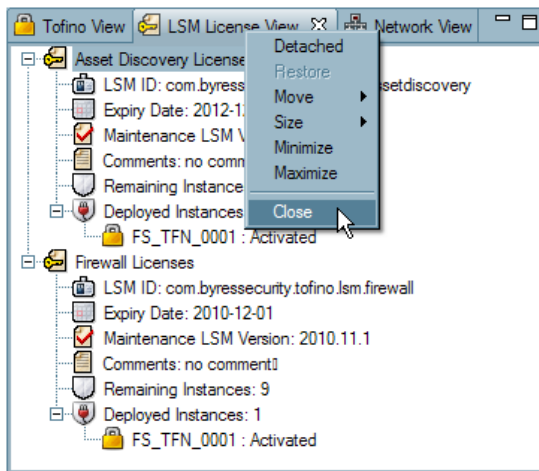 Tofino View
LSM License View
Network View
Asset Discovery License
Detached
LSM ID: com.byress
ssetdiscovery
Restore
Expiry Date: 2012-1
Move
Maintenance LSM V
Size
Comments: no comm
Minimize
Remaining Instance
Maximize
Deployed Instances
Close
FS_TFN_0001 : Activated
Firewall Licenses
LSM ID: com.byressecurity.tofino.lsm.firewall
Expiry Date: 2010-12-01
Maintenance LSM Version: 2010.11.1
Comments: no comment▯
Remaining Instances: 9
Deployed Instances: 1
FS_TFN_0001 : Activated